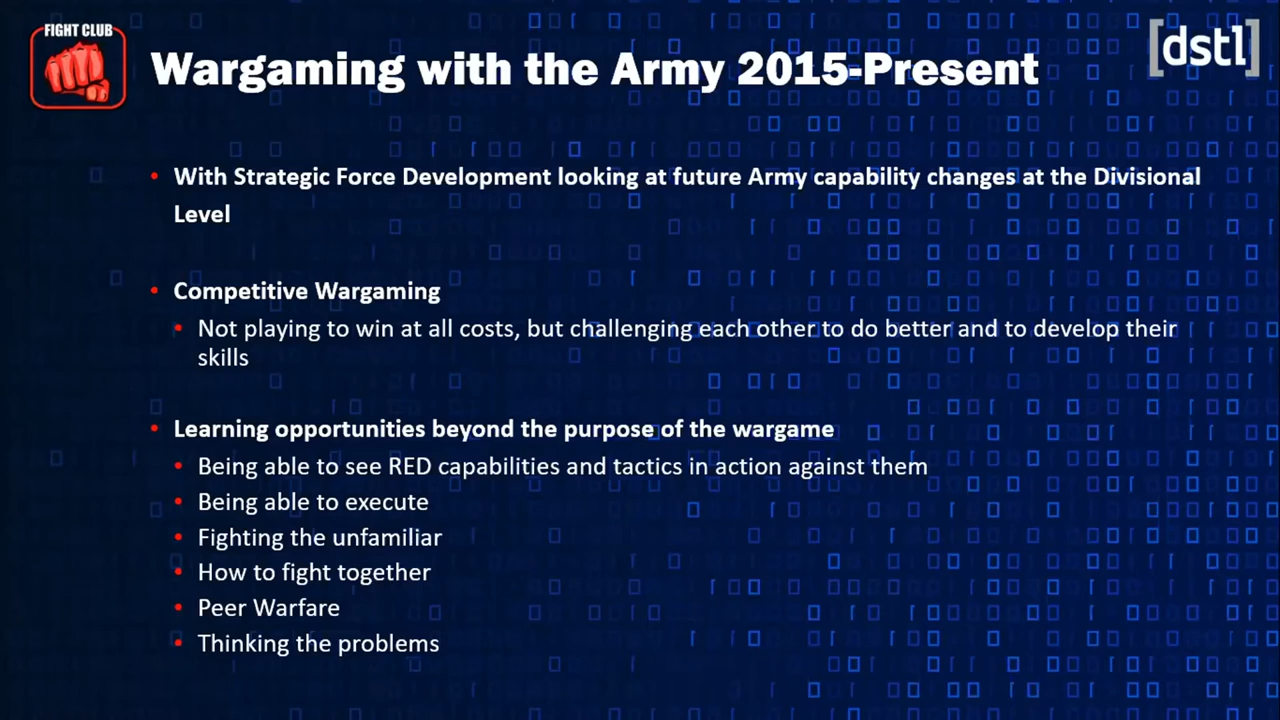 FIGHT CLUB
[dstl]
Wargaming with the Army 2015-Present
• With Strategic Force Development looking at future Army capability changes at the Divisional
Level
• Competitive Wargaming
• Not playing to win at all costs, but challenging each other to do better and to develop their
skills
• Learning opportunities beyond the purpose of the wargame
• Being able to see RED capabilities and tactics in action against them
• Being able to execute
• Fighting the unfamiliar
• How to fight together
• Peer Warfare
• Thinking the problems